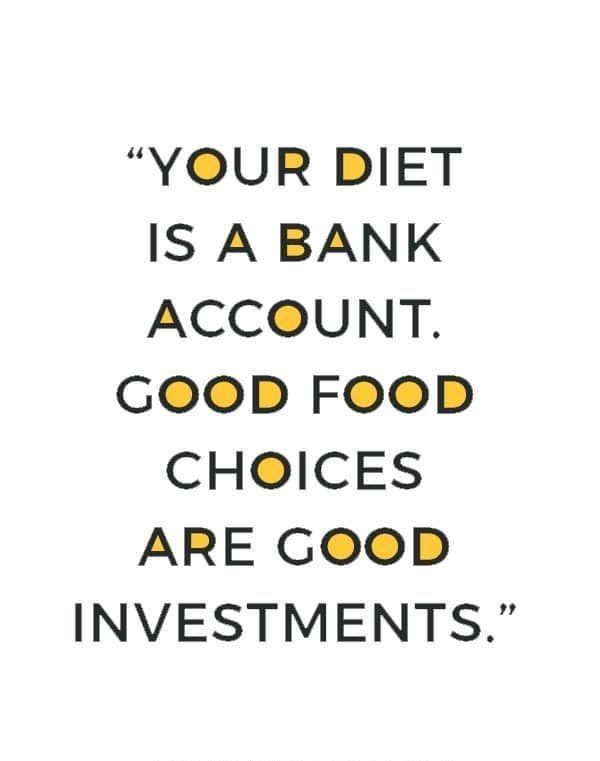 “YOUR DIET
IS A BANK
ACCOUNT.
GOOD FOOD
CHOICES
ARE GOOD
INVESTMENTS.”